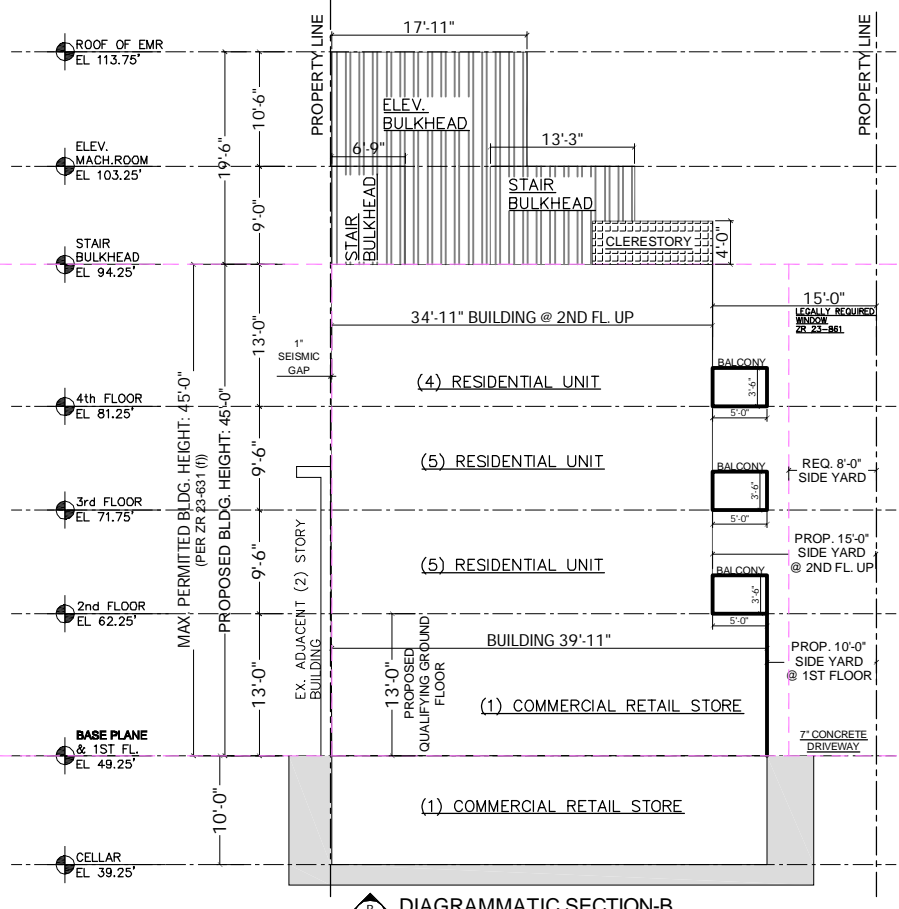 17'-11"
PROPERTY LINE
PROPERTY LINE
ROOF OF EMR
EL 113.75'
10'-6"
ELEV.
BULKHEAD
19'-6"
ELEV.
MACH.ROOM
EL 103.25'
6'-9"
13'-3"
STAIR
BULKHEAD
STAIR
BULKHEAD
9'-0"
CLERESTORY
4'-0"
STAIR
BULKHEAD
EL 94.25'
34'-11" BUILDING @ 2ND FL. UP
15'-0"
LEGALLY REQUIRED
WINDOW
ZR 23-861
13'-0"
1"
SEISMIC
GAP
BALCONY
3'-6"
5'-0"
(4) RESIDENTIAL UNIT
4th FLOOR
EL 81.25'
MAX. PERMITTED BLDG. HEIGHT: 45'-0"
(PER ZR 23-631 (f))
PROPOSED BLDG. HEIGHT: 45'-0"
9'-6"
(5) RESIDENTIAL UNIT
BALCONY
3'-6"
5'-0"
REQ. 8'-0"
SIDE YARD
3rd FLOOR
EL 71.75'
9'-6"
EX. ADJACENT (2) STORY
BUILDING
(5) RESIDENTIAL UNIT
PROP. 15'-0"
SIDE YARD
@ 2ND FL. UP
BALCONY
3'-6"
5'-0"
2nd FLOOR
EL 62.25'
BUILDING 39'-11"
13'-0"
13'-0"
PROPOSED
QUALIFYING GROUND
FLOOR
PROP. 10'-0"
SIDE YARD
@ 1ST FLOOR
(1) COMMERCIAL RETAIL STORE
7" CONCRETE
DRIVEWAY
BASE PLANE
& 1ST FL.
EL 49.25'
10'-0"
(1) COMMERCIAL RETAIL STORE
CELLAR
EL 39.25'
DIAGRAMMATIC SECTION-B